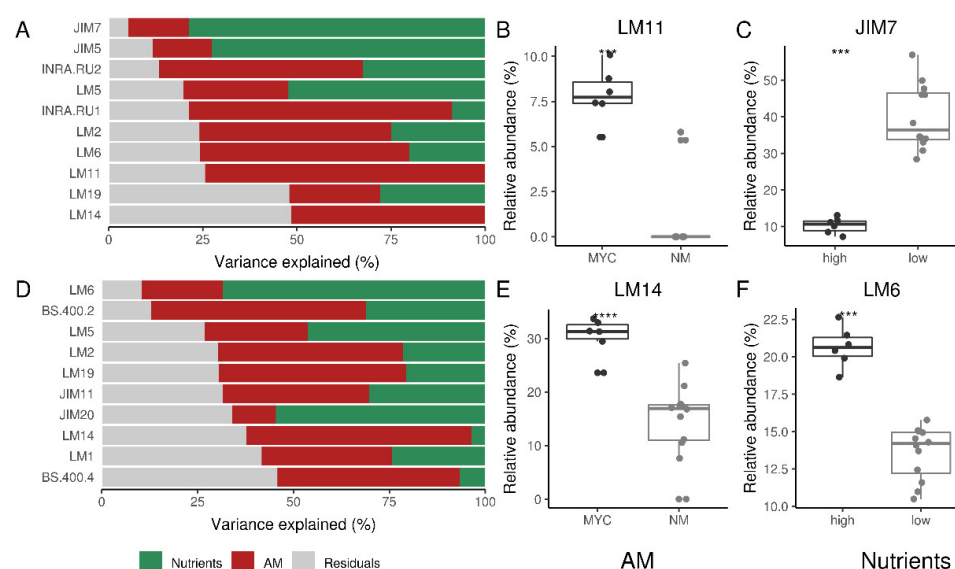 A
JIM7
JIM5
INRA.RU2
LM5
INRA.RU1
LM2
LM6
LM11
LM19
LM14
0 25 50 75 100
Variance explained (%)
B
LM11
Relative abundance (%)
10.0
7.5
5.0
2.5
0.0
***
MYC NM
C
JIM7
Relative abundance (%)
50
40
30
20
10
***
high low
D
LM6
BS.400.2
LM5
LM2
LM19
JIM11
JIM20
LM14
LM1
BS.400.4
0 25 50 75 100
Variance explained (%)
E
LM14
Relative abundance (%)
30
20
10
0
****
MYC NM
AM
F
LM6
Relative abundance (%)
22.5
20.0
17.5
15.0
12.5
10.0
***
high low
Nutrients
Nutrients AM Residuals